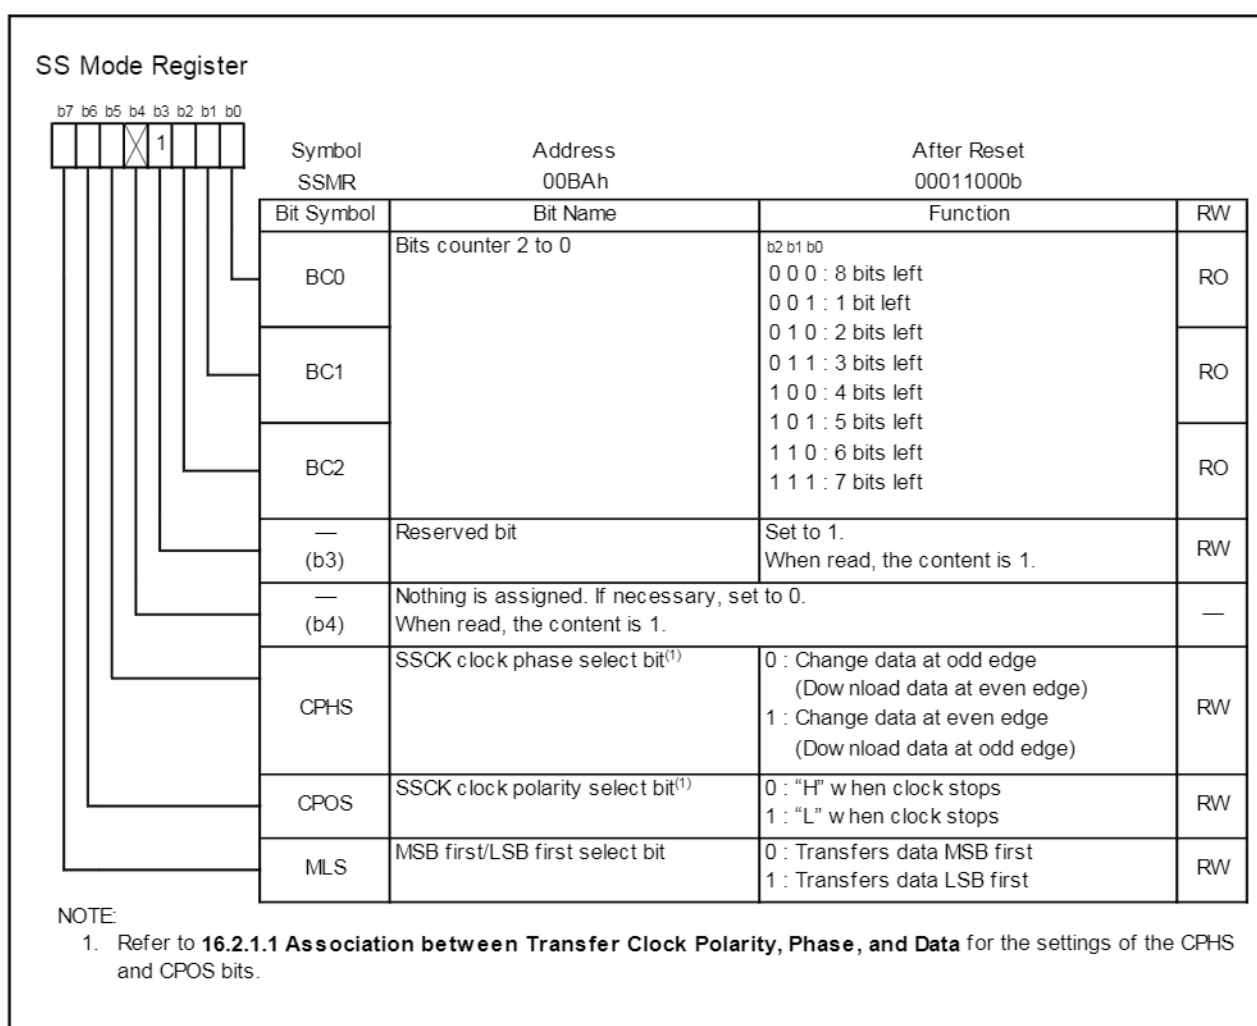 SS Mode Register
b7 b6 b5 b4 b3 b2 b1 b0
1
Symbol Address After Reset
SSMR 00BAh 00011000b
Bit Symbol Bit Name Function RW
BC0 Bits counter 2 to 0 b2 b1 b0
0 0 0 : 8 bits left RO
0 0 1 : 1 bit left
0 1 0 : 2 bits left
BC1 0 1 1 : 3 bits left RO
1 0 0 : 4 bits left
1 0 1 : 5 bits left
BC2 1 1 0 : 6 bits left RO
1 1 1 : 7 bits left
— Reserved bit Set to 1. RW
(b3) When read, the content is 1.
— Nothing is assigned. If necessary, set to 0. —
(b4) When read, the content is 1.
CPHS SSCK clock phase select bit(1) 0 : Change data at odd edge RW
(Dow nload data at even edge)
1 : Change data at even edge
(Dow nload data at odd edge)
CPOS SSCK clock polarity select bit(1) 0 : “H” w hen clock stops RW
1 : “L” w hen clock stops
MLS MSB first/LSB first select bit 0 : Transfers data MSB first RW
1 : Transfers data LSB first
NOTE:
1. Refer to 16.2.1.1 Association between Transfer Clock Polarity, Phase, and Data for the settings of the CPHS
and CPOS bits.